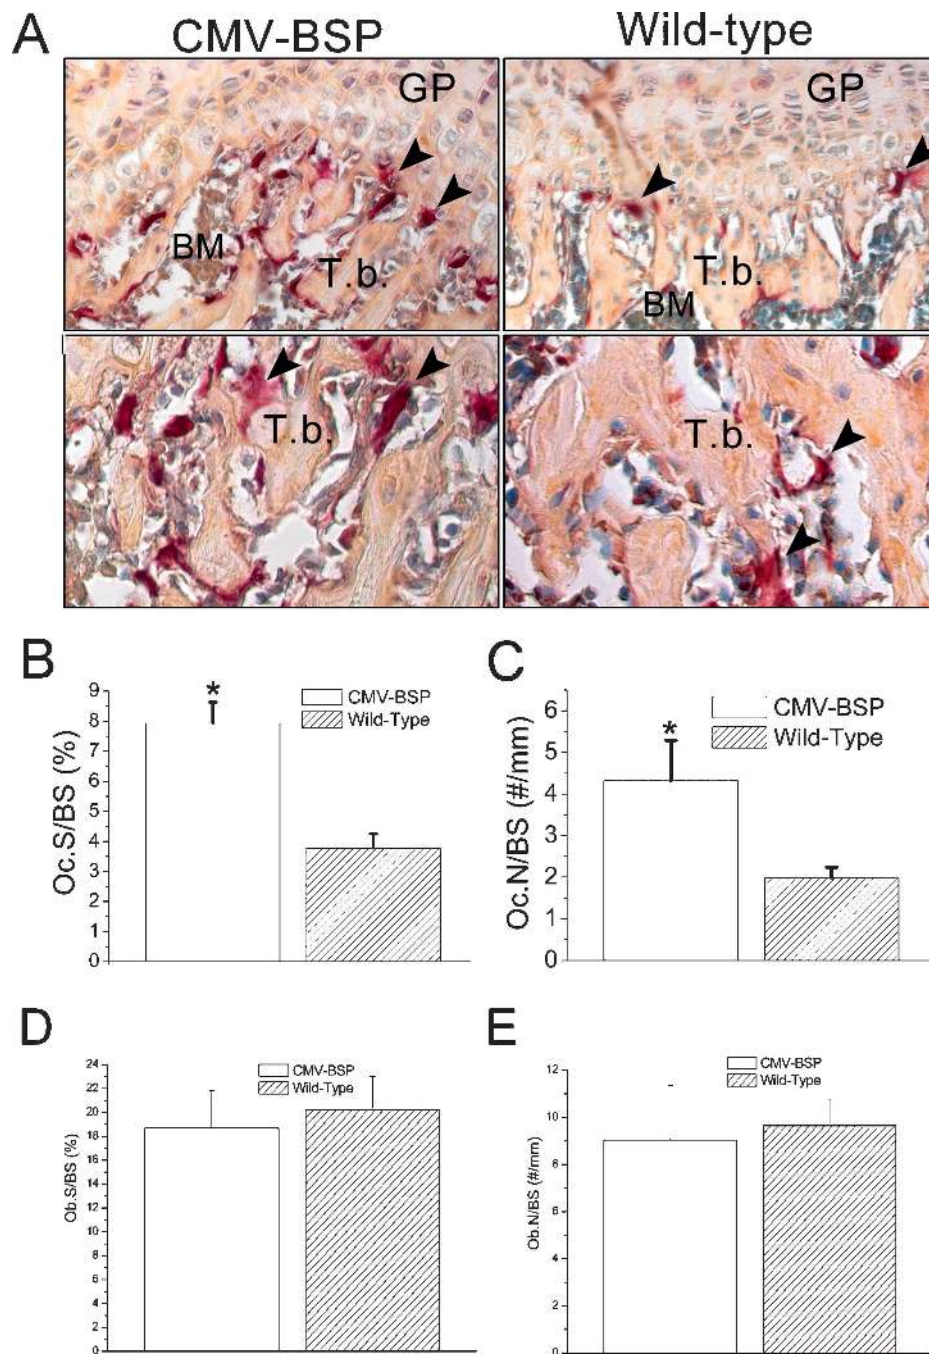 A
CMV-BSP
Wild-type
GP
BM
T.b.
GP
T.b.
BM
T.b.
T.b.
B
Oc.S/BS (%)
9
8
7
6
5
4
3
2
1
0
*
CMV-BSP
Wild-Type
C
Oc.N/BS (#/mm)
6
5
4
3
2
1
0
*
CMV-BSP
Wild-Type
D
Ob.S/BS (%)
24
22
20
18
16
14
12
10
8
6
4
2
0
CMV-BSP
Wild-Type
E
Ob.N/BS (#/mm)
12
10
8
6
4
2
0
CMV-BSP
Wild-Type